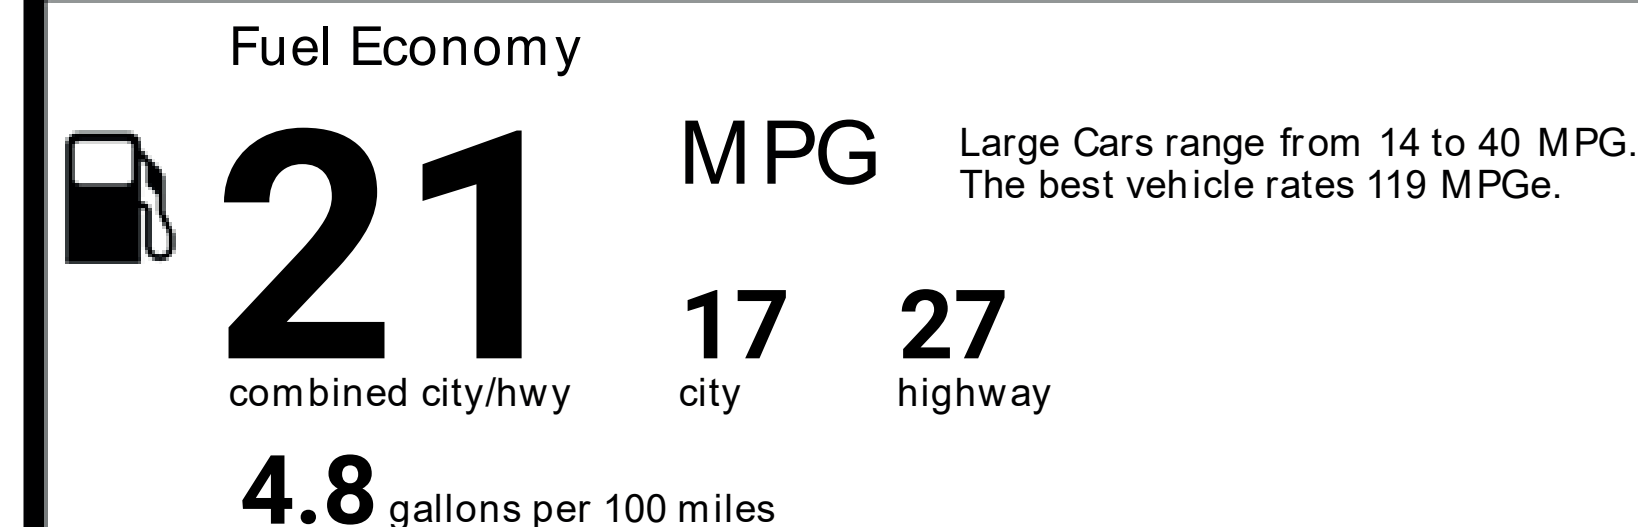 Fuel Economy
21
MPG
Large Cars range from 14 to 40 MPG.
The best vehicle rates 119 MPGe.
17
27
combined city/hwy
city
highway
4.8 gallons per 100 miles